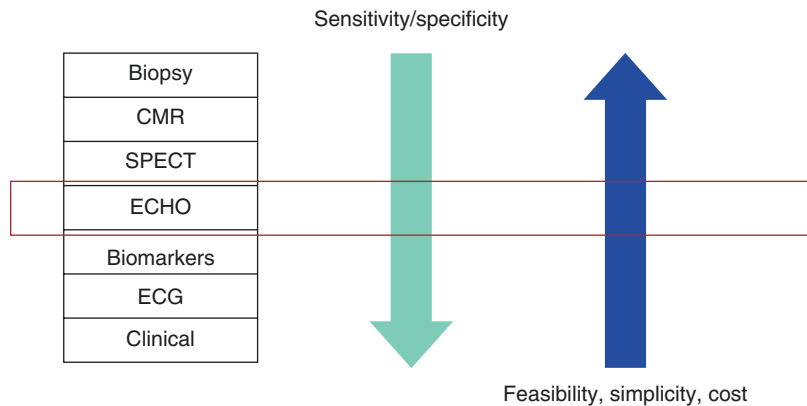 Sensitivity/specificity
Biopsy
CMR
SPECT
ECHO
Biomarkers
ECG
Clinical
Feasibility, simplicity, cost